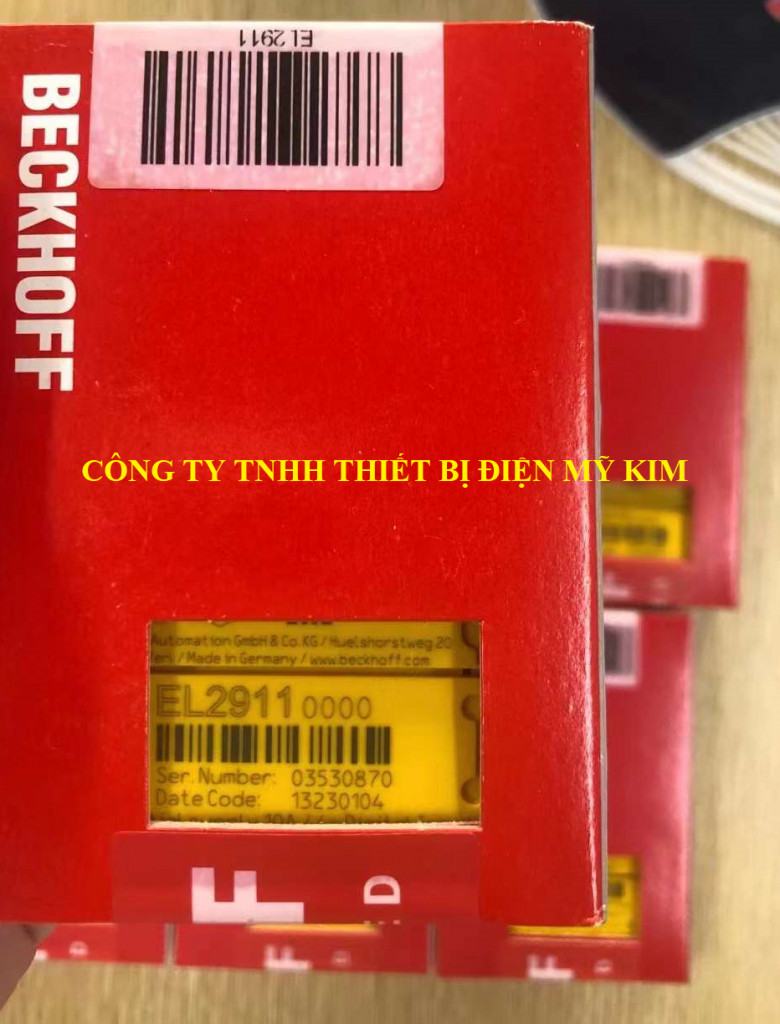 EL2911
BECKHOFF
CÔNG TY TNHH THIẾT BỊ ĐIỆN MỸ KIM
Automation GmbH & Co.KG / Huelshorstweg 20
/ Made in Germany / www.beckhoff.com
EL2911 0000
Ser. Number: 03530870
Date Code: 13230104
F
F
F